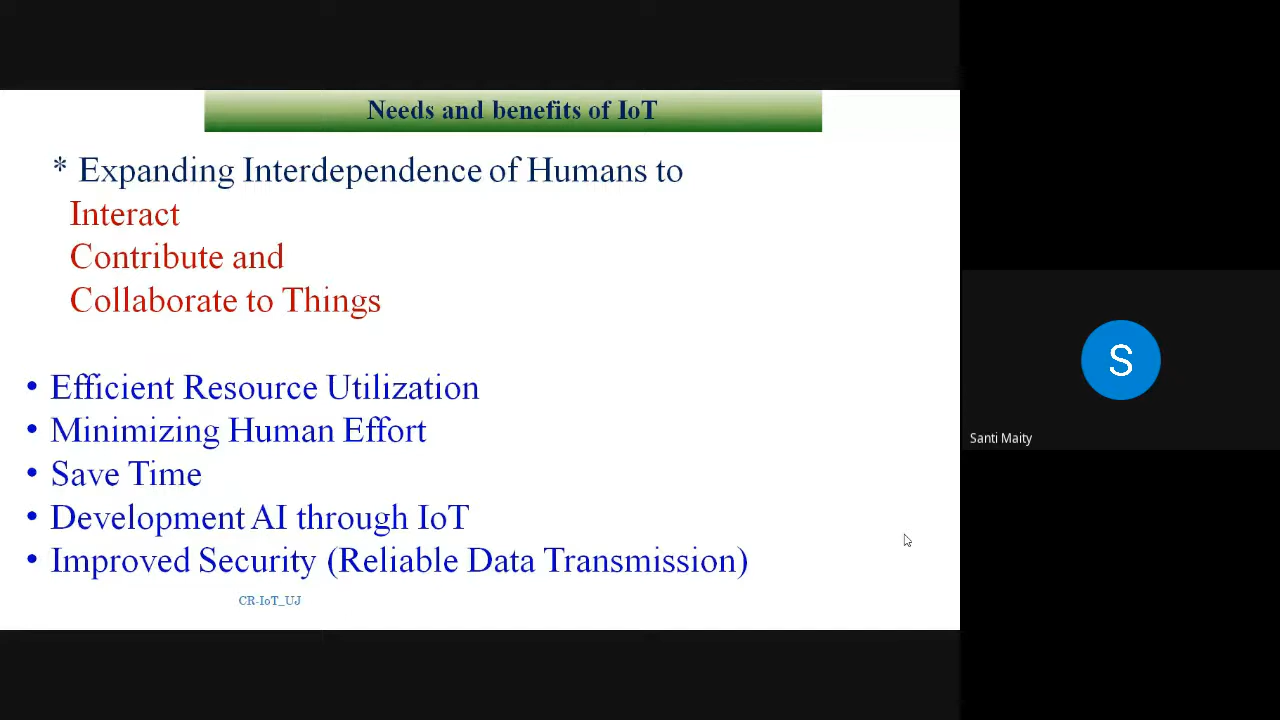 Needs and benefits of IoT
* Expanding Interdependence of Humans to
Interact
Contribute and
Collaborate to Things
• Efficient Resource Utilization
• Minimizing Human Effort
• Save Time
• Development AI through IoT
• Improved Security (Reliable Data Transmission)
CR-IoT_UJ
S
Santi Maity